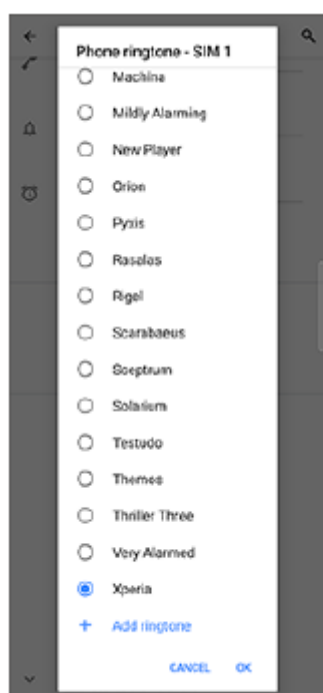 Phone ringtone - SIM 1
Machina
Mildly Alarming
New Player
Orion
Pyxis
Rasalas
Rigel
Scarabaeus
Sceptrum
Solarium
Testudo
Themos
Thriller Three
Very Alarmed
Xperia
+ Add ringtone
CANCEL OK